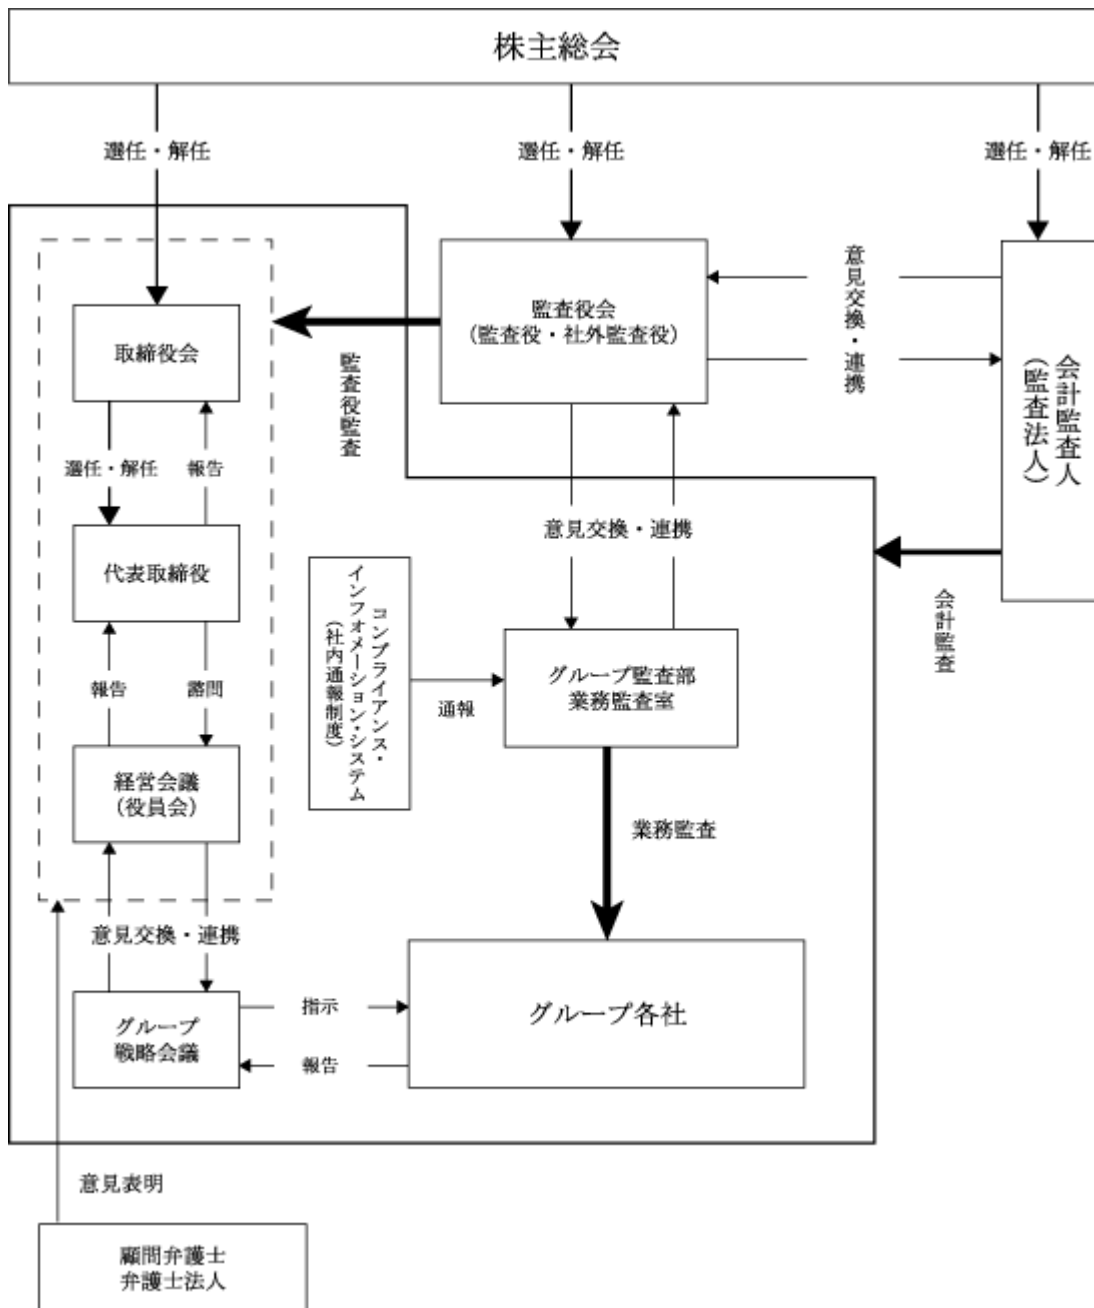 株主総会
選任・解任
選任・解任
選任・解任
取締役会
監査役会
（監査役・社外監査役）
意見交換・連携
会計監査人
（監査法人）
監査役監査
選任・解任
報告
意見交換・連携
代表取締役
コンプライアンス・
インフォメーション・システム
（社内通報制度）
通報
グループ監査部
業務監査室
会計監査
報告
諮問
経営会議
（役員会）
業務監査
意見交換・連携
グループ
戦略会議
指示
報告
グループ各社
意見表明
顧問弁護士
弁護士法人